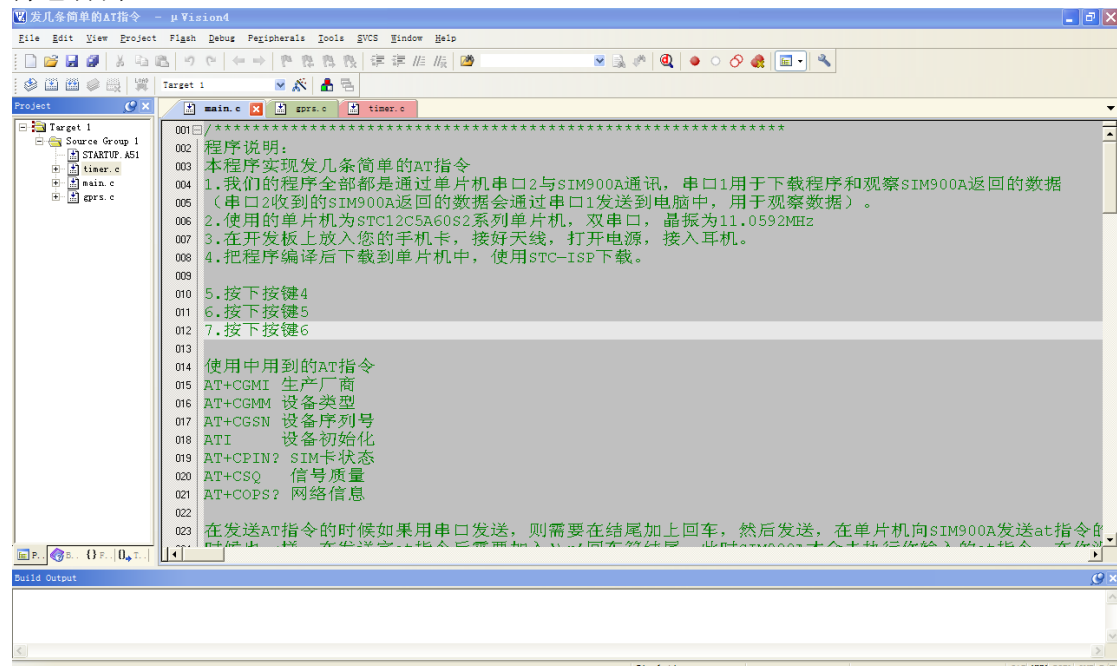 发几条简单的AT指令 - µVision4
File Edit View Project Flash Debug Peripherals Tools SVCS Window Help
Target 1
Project
main.c gprs.c timer.c
Target 1
Source Group 1
STARTUP.A51
timer.c
main.c
gprs.c
001 /************************************************************
002 程序说明:
003 本程序实现发几条简单的AT指令
004 1.我们的程序全部都是通过单片机串口2与SIM900A通讯,串口1用于下载程序和观察SIM900A返回的数据
005 (串口2收到的SIM900A返回的数据会通过串口1发送到电脑中,用于观察数据)。
006 2.使用的单片机为STC12C5A60S2系列单片机,双串口,晶振为11.0592MHz
007 3.在开发板上放入您的手机卡,接好天线,打开电源,接入耳机。
008 4.把程序编译后下载到单片机中,使用STC-ISP下载。
009
010 5.按下按键4
011 6.按下按键5
012 7.按下按键6
013
014 使用中用到的AT指令
015 AT+CGMI 生产厂商
016 AT+CGMM 设备类型
017 AT+CGSN 设备序列号
018 ATI 设备初始化
019 AT+CPIN? SIM卡状态
020 AT+CSQ 信号质量
021 AT+COPS? 网络信息
022
023 在发送AT指令的时候如果用串口发送,则需要在结尾加上回车,然后发送,在单片机向SIM900A发送at指令的
P.. B.. {} F.. 0→ T..
Build Output